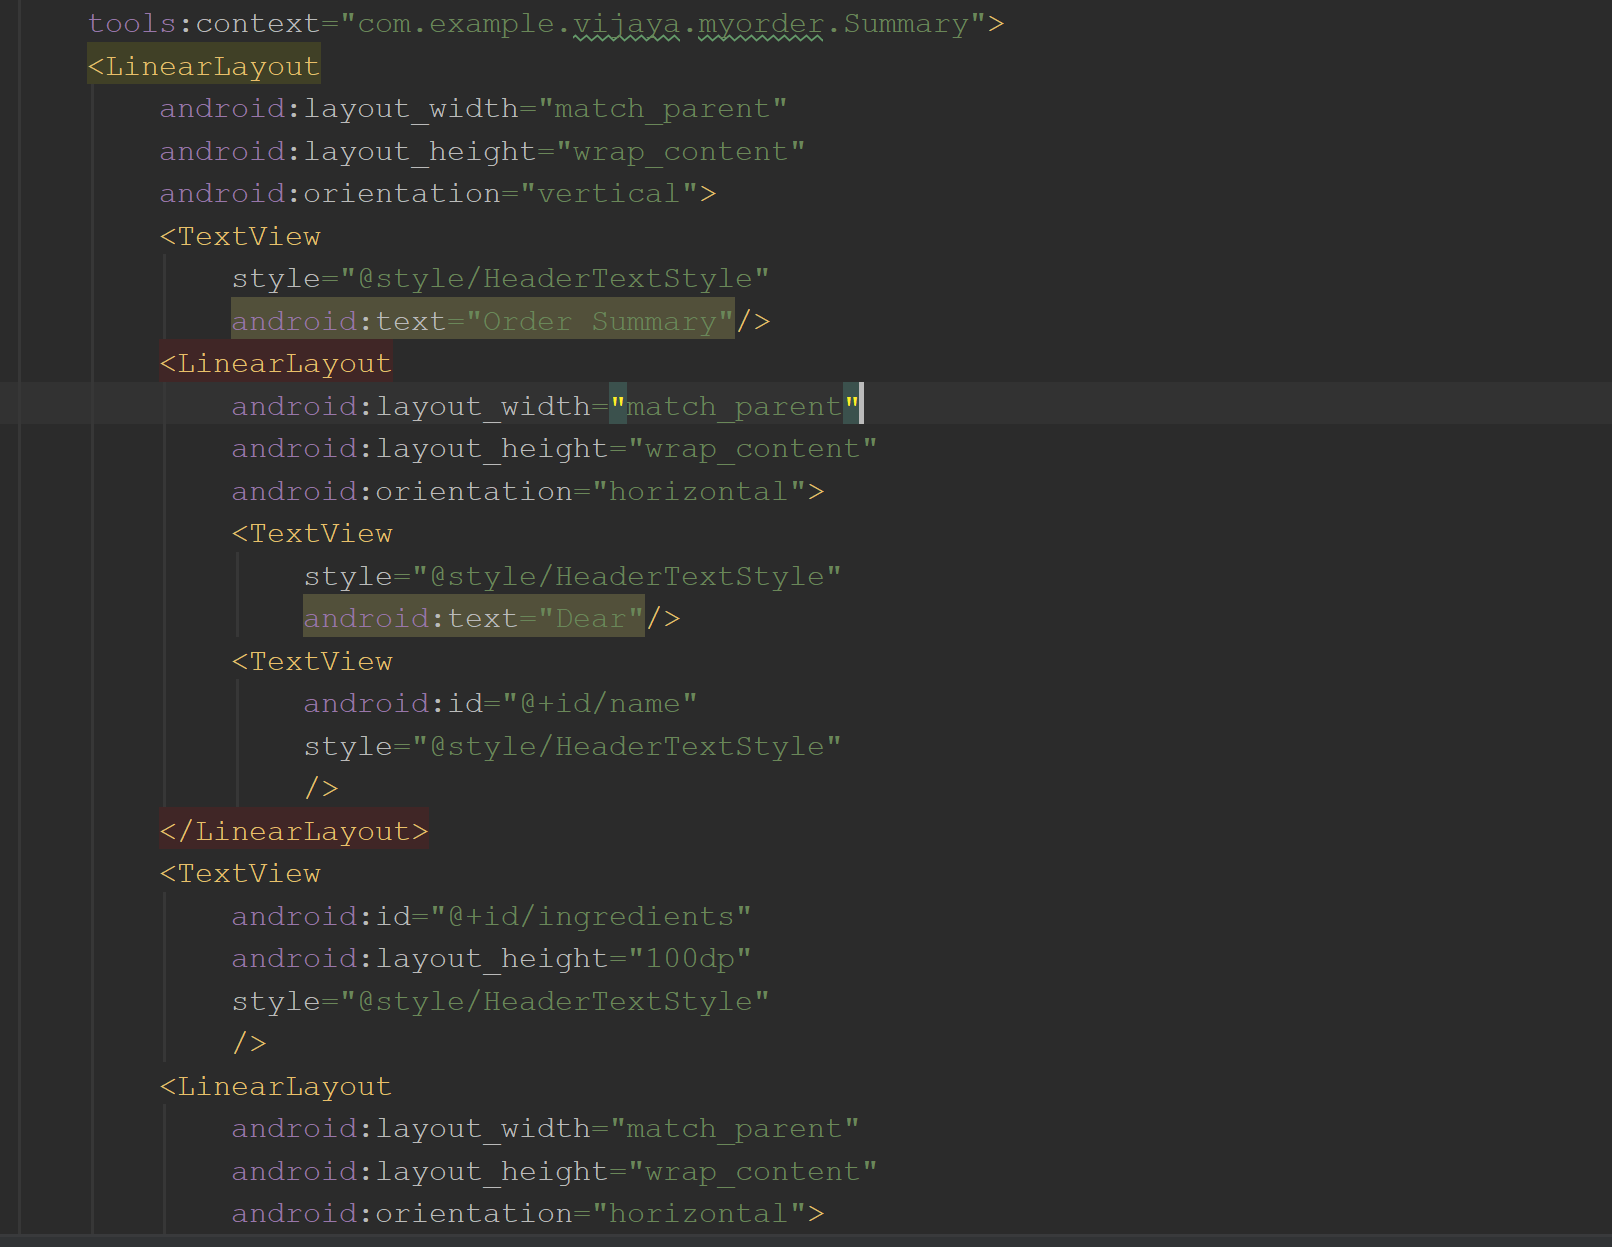 tools:context="com.example.vijaya.myorder.Summary">
<LinearLayout
android:layout_width="match_parent"
android:layout_height="wrap_content"
android:orientation="vertical">
<TextView
style="@style/HeaderTextStyle"
android:text="Order Summary"/>
<LinearLayout
android:layout_width="match_parent"
android:layout_height="wrap_content"
android:orientation="horizontal">
<TextView
style="@style/HeaderTextStyle"
android:text="Dear"/>
<TextView
android:id="@+id/name"
style="@style/HeaderTextStyle"
/>
</LinearLayout>
<TextView
android:id="@+id/ingredients"
android:layout_height="100dp"
style="@style/HeaderTextStyle"
/>
<LinearLayout
android:layout_width="match_parent"
android:layout_height="wrap_content"
android:orientation="horizontal">